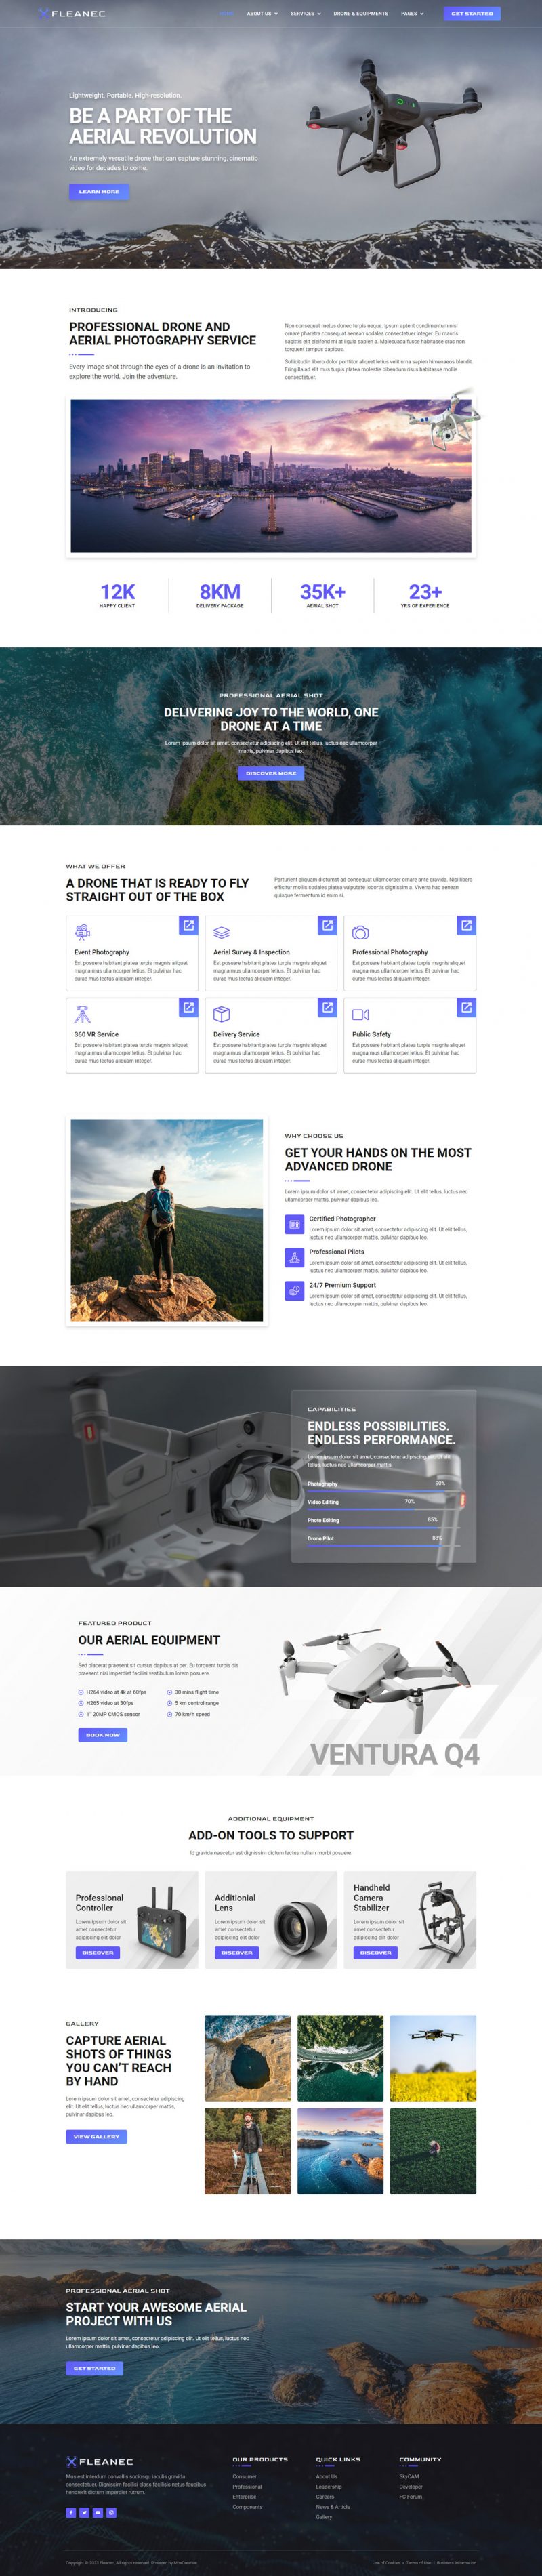 FLEANEC
HOME
ABOUT US
SERVICES
DRONE & EQUIPMENTS
PAGES
GET STARTED
Lightweight. Portable. High-resolution.
BE A PART OF THE
AERIAL REVOLUTION
An extremely versatile drone that can capture stunning, cinematic
video for decades to come.
LEARN MORE
INTRODUCING
PROFESSIONAL DRONE AND
AERIAL PHOTOGRAPHY SERVICE
Every image shot through the eyes of a drone is an invitation to
explore the world. Join the adventure.
Non consequat metus donec turpis neque. Ipsum aptent condimentum nisl
ornare pharetra consequat aenean sodales consectetuer integer. Eu mauris
sagittis elit eleifend mi at ligula sapien a. Malesuada fusce habitasse cras non
torquent tempus dapibus.
Sollicitudin libero dolor porttitor aliquet letius velit urna sapien himenaeos blandit.
Fringilla ad elit mus turpis platea molestie bibendum risus habitasse mollis
consectetuer.
12K
HAPPY CLIENT
8KM
DELIVERY PACKAGE
35K+
AERIAL SHOT
23+
YRS OF EXPERIENCE
PROFESSIONAL AERIAL SHOT
DELIVERING JOY TO THE WORLD, ONE
DRONE AT A TIME
Lorem ipsum dolor sit amet, consectetur adipiscing elit. Ut elit tellus, luctus nec ullamcorper
mattis, pulvinar dapibus leo.
DISCOVER MORE
WHAT WE OFFER
A DRONE THAT IS READY TO FLY
STRAIGHT OUT OF THE BOX
Parturient aliquam dictumst ad consequat ullamcorper ornare ante gravida. Nisi libero
efficitur mollis sodales platea vulputate lobortis dignissim a. Viverra hac aenean
quisque fermentum id enim si.
Event Photography
Est posuere habitant platea turpis magnis aliquet
magna mus ullamcorper letius. Et pulvinar hac
curae mus lectus aliquam integer.
Aerial Survey & Inspection
Est posuere habitant platea turpis magnis aliquet
magna mus ullamcorper letius. Et pulvinar hac
curae mus lectus aliquam integer.
Professional Photography
Est posuere habitant platea turpis magnis aliquet
magna mus ullamcorper letius. Et pulvinar hac
curae mus lectus aliquam integer.
360 VR Service
Est posuere habitant platea turpis magnis aliquet
magna mus ullamcorper letius. Et pulvinar hac
curae mus lectus aliquam integer.
Delivery Service
Est posuere habitant platea turpis magnis aliquet
magna mus ullamcorper letius. Et pulvinar hac
curae mus lectus aliquam integer.
Public Safety
Est posuere habitant platea turpis magnis aliquet
magna mus ullamcorper letius. Et pulvinar hac
curae mus lectus aliquam integer.
WHY CHOOSE US
GET YOUR HANDS ON THE MOST
ADVANCED DRONE
Lorem ipsum dolor sit amet, consectetur adipiscing elit. Ut elit tellus, luctus nec
ullamcorper mattis, pulvinar dapibus leo.
Certified Photographer
Lorem ipsum dolor sit amet, consectetur adipiscing elit. Ut elit tellus,
luctus nec ullamcorper mattis, pulvinar dapibus leo.
Professional Pilots
Lorem ipsum dolor sit amet, consectetur adipiscing elit. Ut elit tellus,
luctus nec ullamcorper mattis, pulvinar dapibus leo.
24/7 Premium Support
Lorem ipsum dolor sit amet, consectetur adipiscing elit. Ut elit tellus,
luctus nec ullamcorper mattis, pulvinar dapibus leo.
CAPABILITIES
ENDLESS POSSIBILITIES.
ENDLESS PERFORMANCE.
Lorem ipsum dolor sit amet, consectetur adipiscing elit. Ut elit
tellus, luctus nec ullamcorper mattis.
Photography 90%
Video Editing 70%
Photo Editing 85%
Drone Pilot 88%
FEATURED PRODUCT
OUR AERIAL EQUIPMENT
Sed placerat praesent sit cursus dapibus at per. Eu torquent turpis dis
praesent nisi imperdiet facilisi vestibulum lorem posuere.
H264 video at 4k at 60fps
30 mins flight time
H265 video at 30fps
5 km control range
1" 20MP CMOS sensor
70 km/h speed
BOOK NOW
VENTURA Q4
ADDITIONAL EQUIPMENT
ADD-ON TOOLS TO SUPPORT
Id gravida nascetur est dignissim dictum lectus nullam morbi posuere.
Professional
Controller
Lorem ipsum dolor sit
amet consectetur
adipiscing elit dolor
DISCOVER
Additionial
Lens
Lorem ipsum dolor sit
amet consectetur
adipiscing elit dolor
DISCOVER
Handheld
Camera
Stabilizer
Lorem ipsum dolor sit
amet consectetur
adipiscing elit dolor
DISCOVER
GALLERY
CAPTURE AERIAL
SHOTS OF THINGS
YOU CAN'T REACH
BY HAND
Lorem ipsum dolor sit amet, consectetur adipiscing
elit. Ut elit tellus, luctus nec ullamcorper mattis,
pulvinar dapibus leo.
VIEW GALLERY
PROFESSIONAL AERIAL SHOT
START YOUR AWESOME AERIAL
PROJECT WITH US
Lorem ipsum dolor sit amet, consectetur adipiscing elit. Ut elit tellus, luctus nec
ullamcorper mattis, pulvinar dapibus leo.
GET STARTED
FLEANEC
Mus est interdum convallis sociosqu iaculis gravida
consectetuer. Dignissim facilisi class facilisis netus faucibus
hendrerit dictum imperdiet rutrum.
OUR PRODUCTS
Consumer
Professional
Enterprise
Components
QUICK LINKS
About Us
Leadership
Careers
News & Article
Gallery
COMMUNITY
SkyCAM
Developer
FC Forum
Copyright © 2023 Fleanec, All rights reserved. Powered by MoxCreative.
Use of Cookies
Terms of Use
Business Information